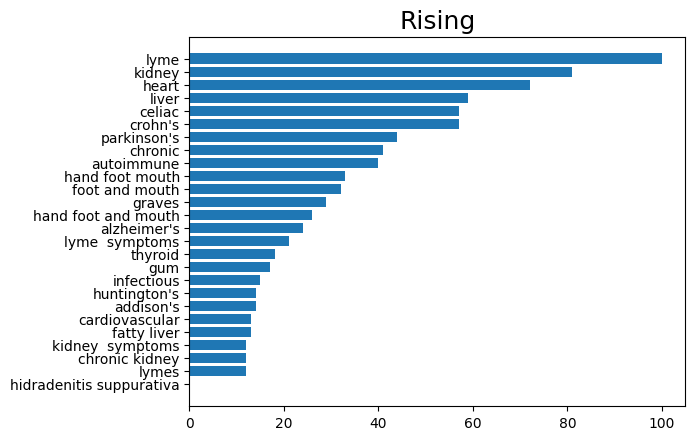 Rising
lyme
kidney
heart
liver
celiac
crohn's
parkinson's
chronic
autoimmune
hand foot mouth
foot and mouth
graves
hand foot and mouth
alzheimer's
lyme  symptoms
thyroid
gum
infectious
huntington's
addison's
cardiovascular
fatty liver
kidney  symptoms
chronic kidney
lymes
hidradenitis suppurativa
0 20 40 60 80 100